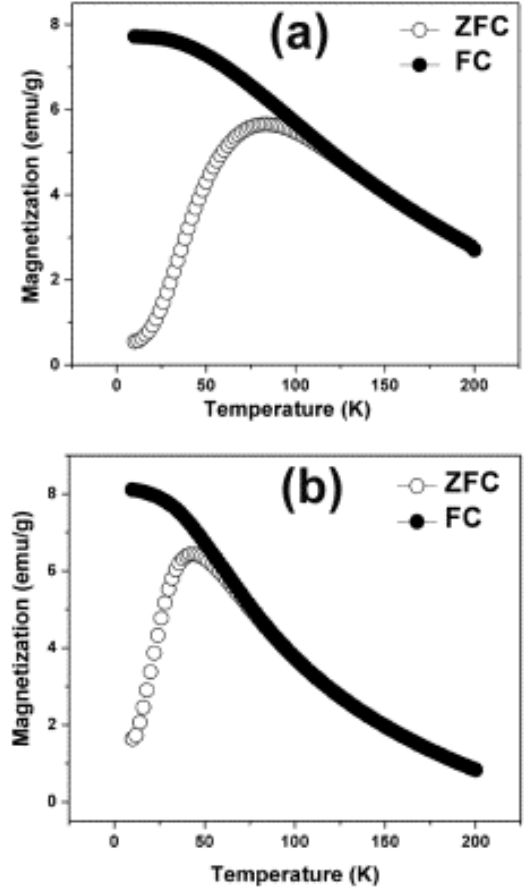 (a)
ZFC
FC
8
6
4
2
0
Magnetization (emu/g)
0 50 100 150 200
Temperature (K)
(b)
ZFC
FC
8
6
4
2
0
Magnetization (emu/g)
0 50 100 150 200
Temperature (K)